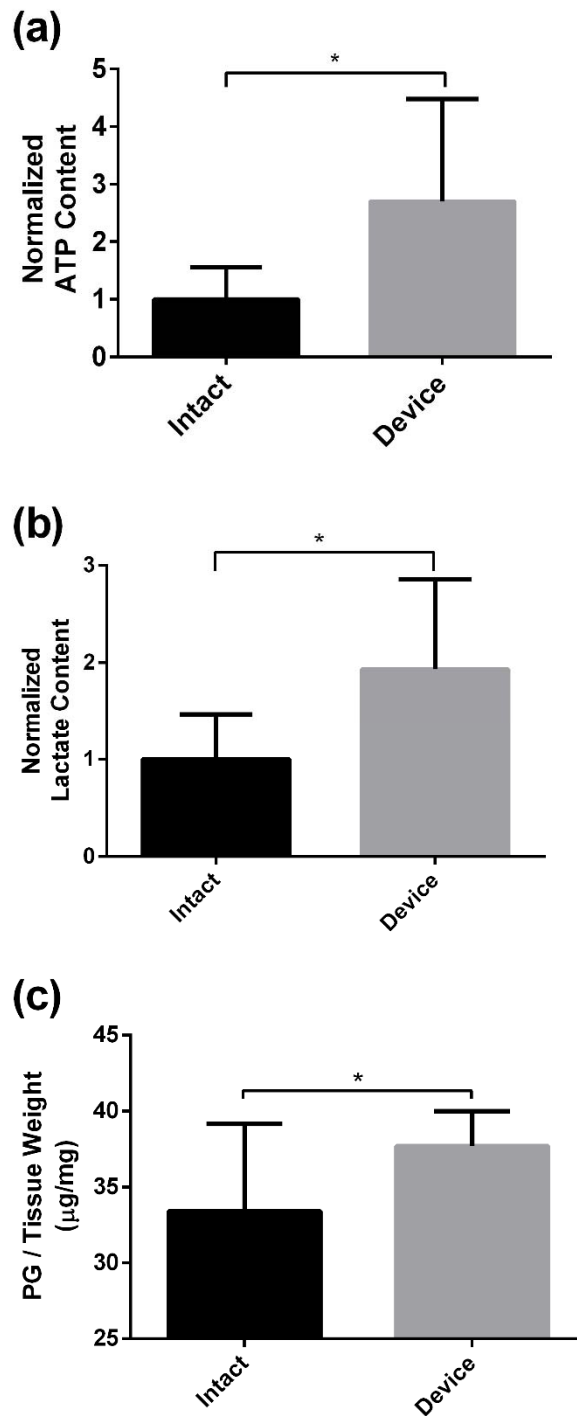 (a)
*
Normalized
ATP Content
5
4
3
2
1
0
Intact
Device
(b)
*
Normalized
Lactate Content
3
2
1
0
Intact
Device
(c)
*
PG / Tissue Weight
(μg/mg)
45
40
35
30
25
Intact
Device